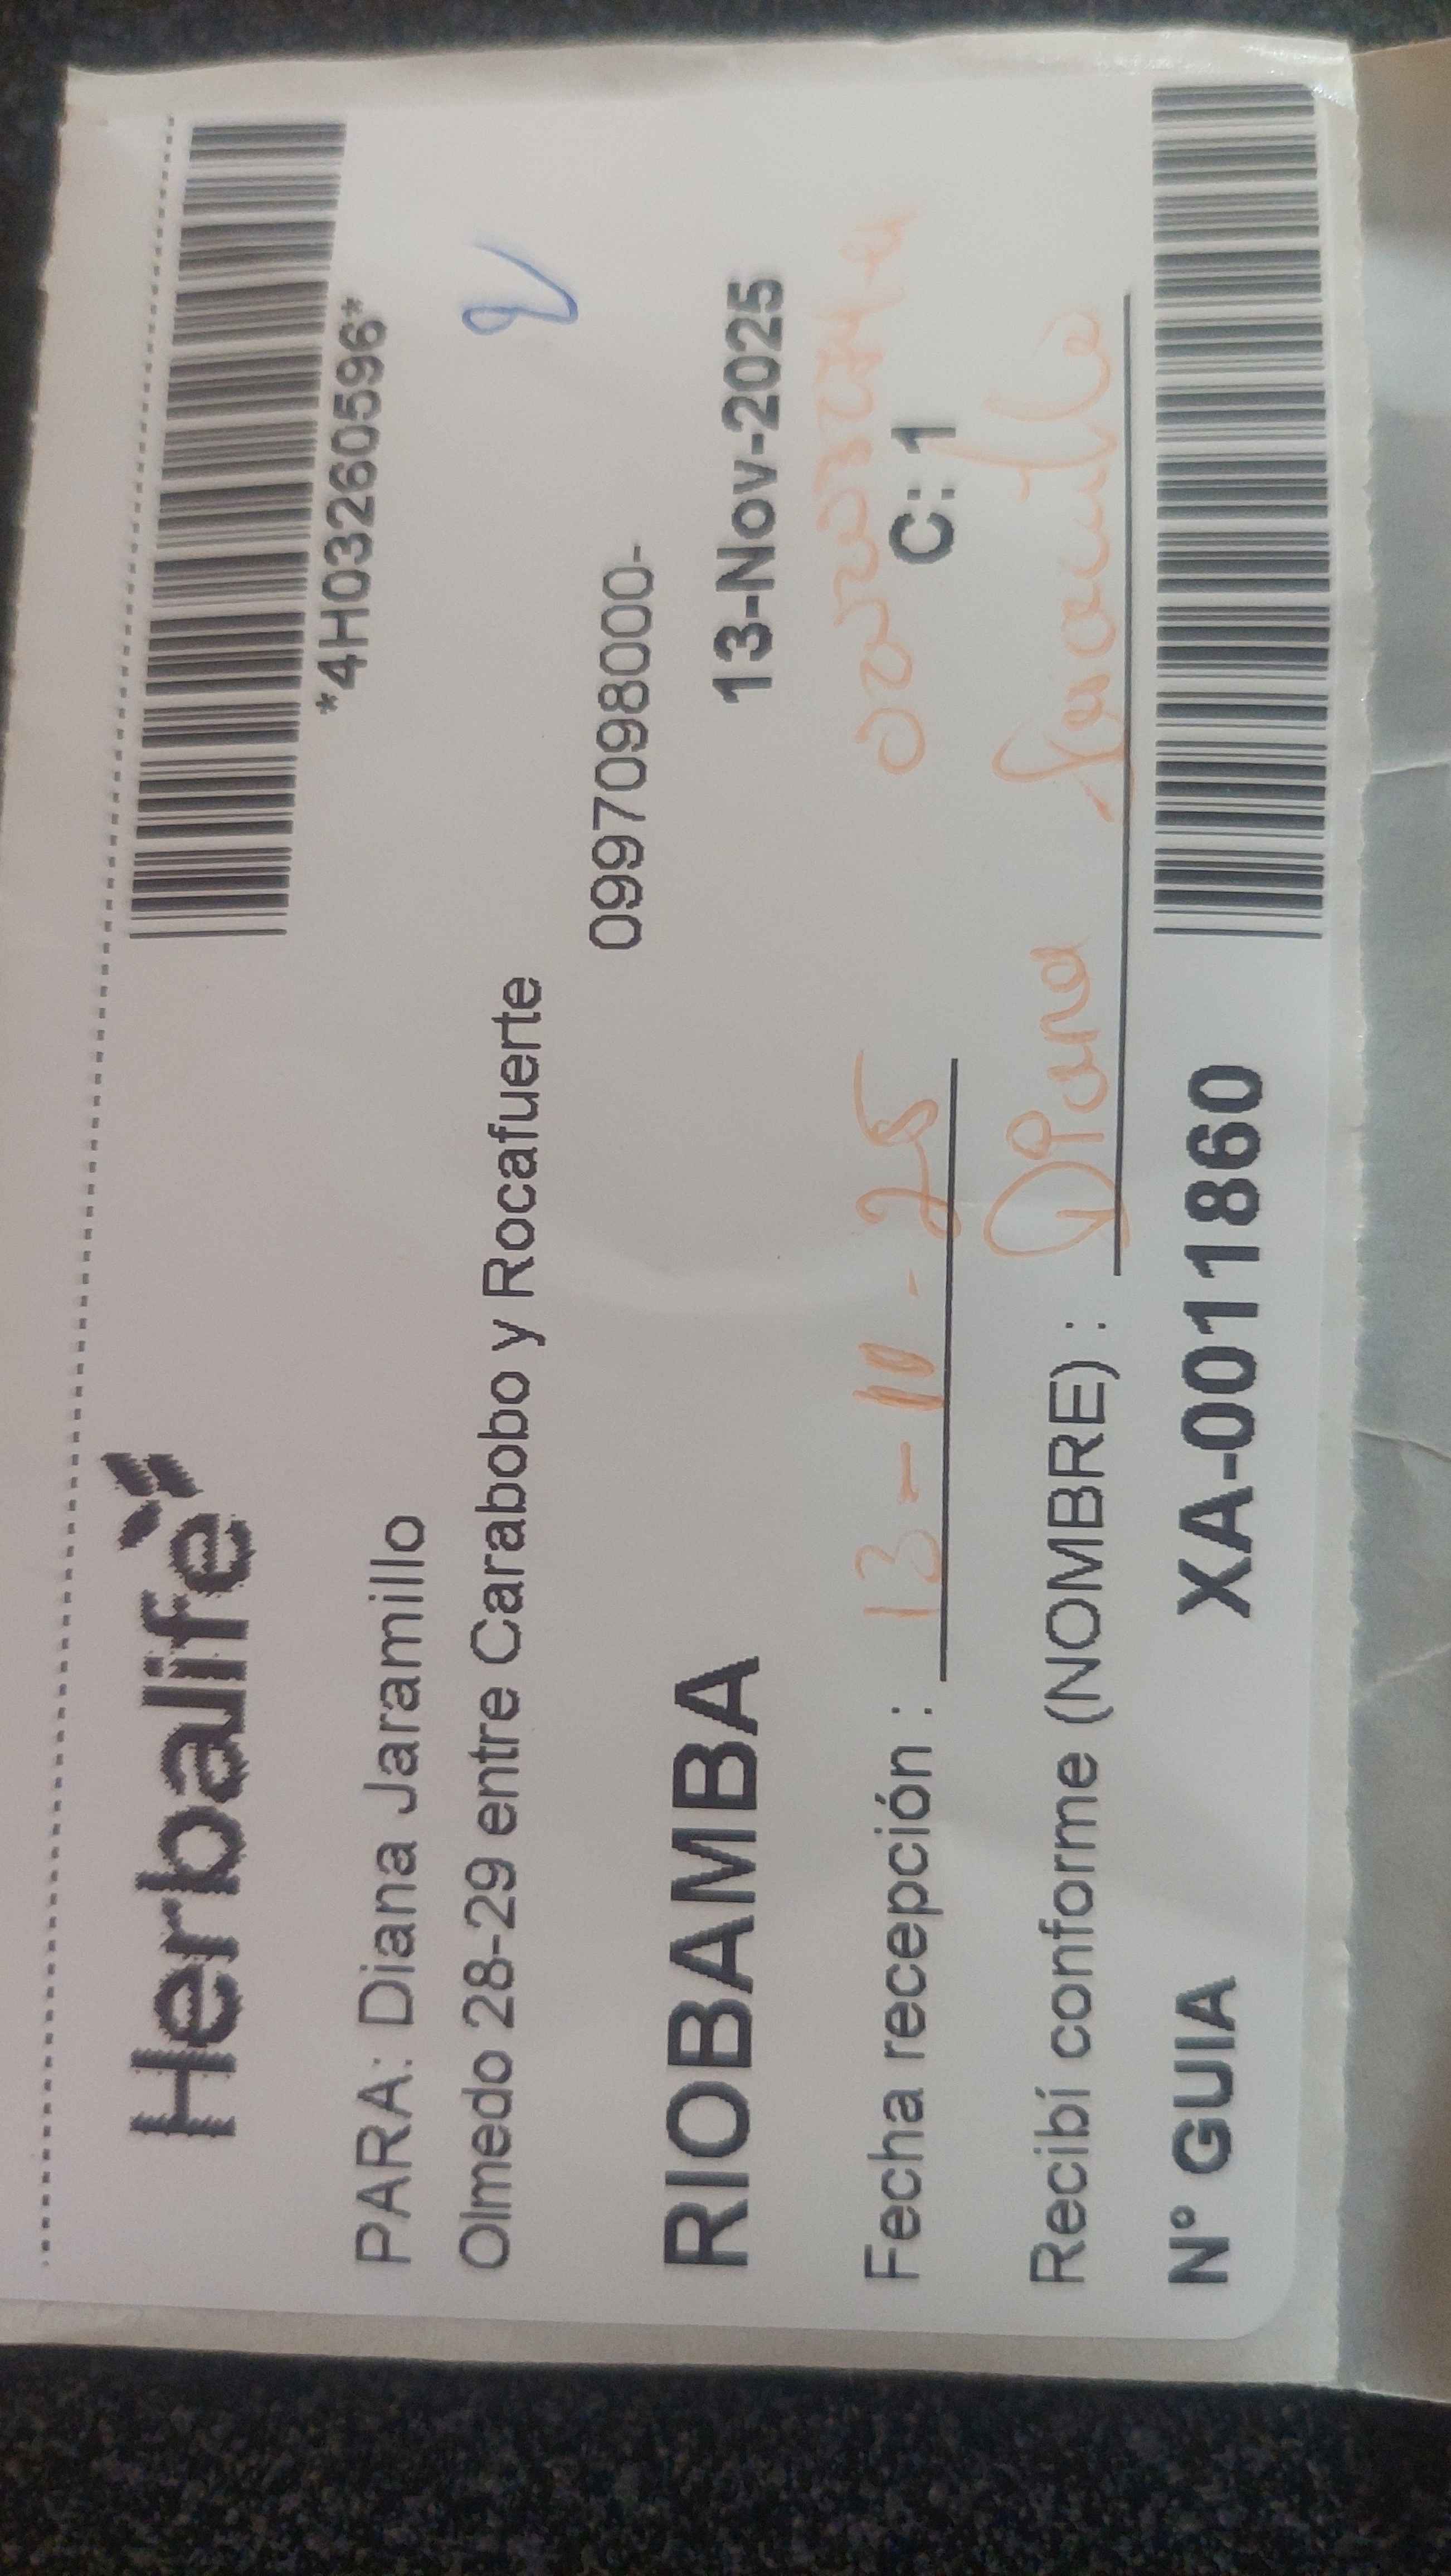 Herbalife
*4H03260596*
PARA: Diana Jaramillo
Olmedo 28-29 entre Carabobo y Rocafuerte
0997098000-
RIOBAMBA 13-Nov-2025
Fecha recepción : 13-11-25 C: 1
Recibí conforme (NOMBRE) : Diana Jaramillo
N° GUIA XA-0011860